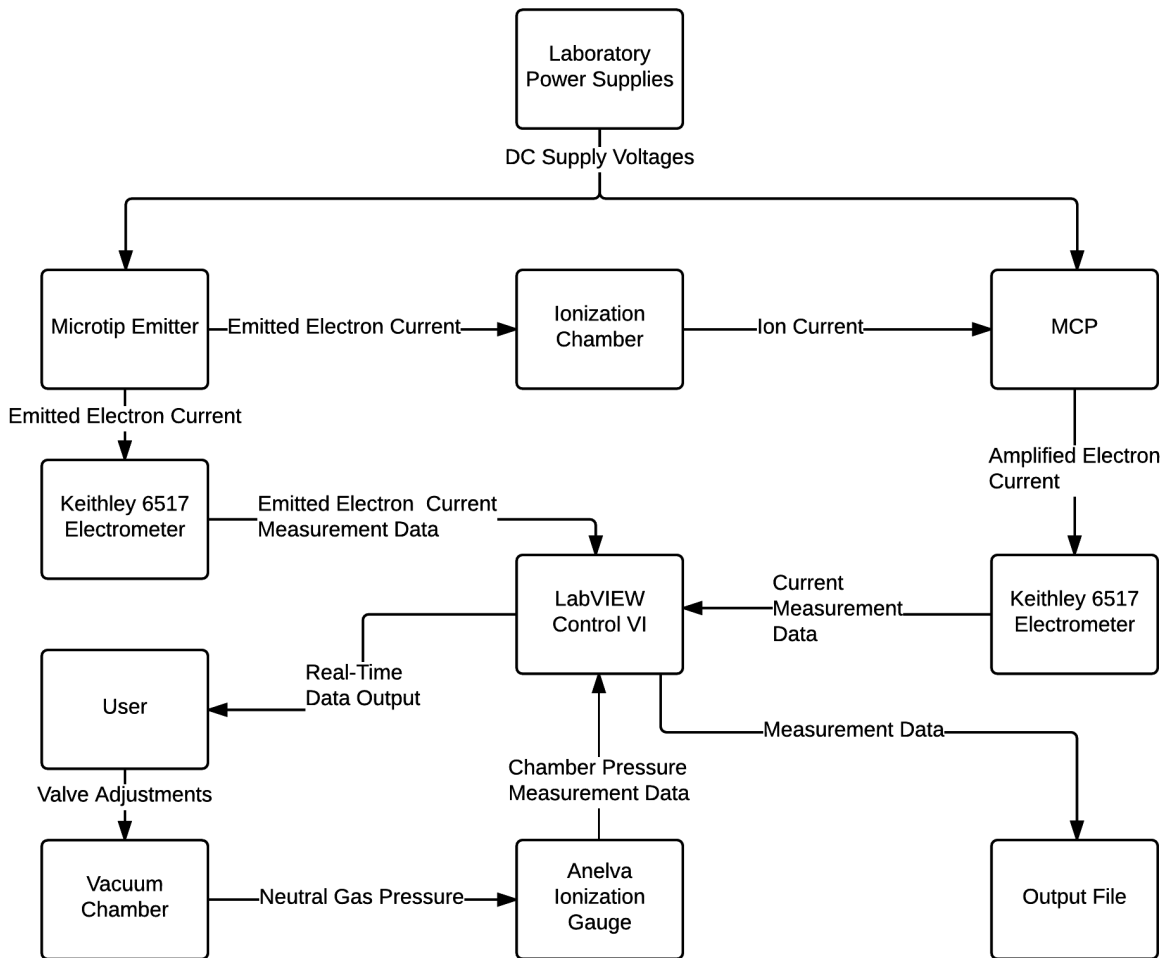 Laboratory
Power Supplies
DC Supply Voltages
Microtip Emitter
Emitted Electron Current
Ionization
Chamber
Ion Current
MCP
Emitted Electron Current
Amplified Electron
Current
Keithley 6517
Electrometer
Emitted Electron Current
Measurement Data
LabVIEW
Control VI
Current
Measurement
Data
Keithley 6517
Electrometer
Real-Time
Data Output
User
Measurement Data
Chamber Pressure
Measurement Data
Valve Adjustments
Vacuum
Chamber
Neutral Gas Pressure
Anelva
Ionization
Gauge
Output File